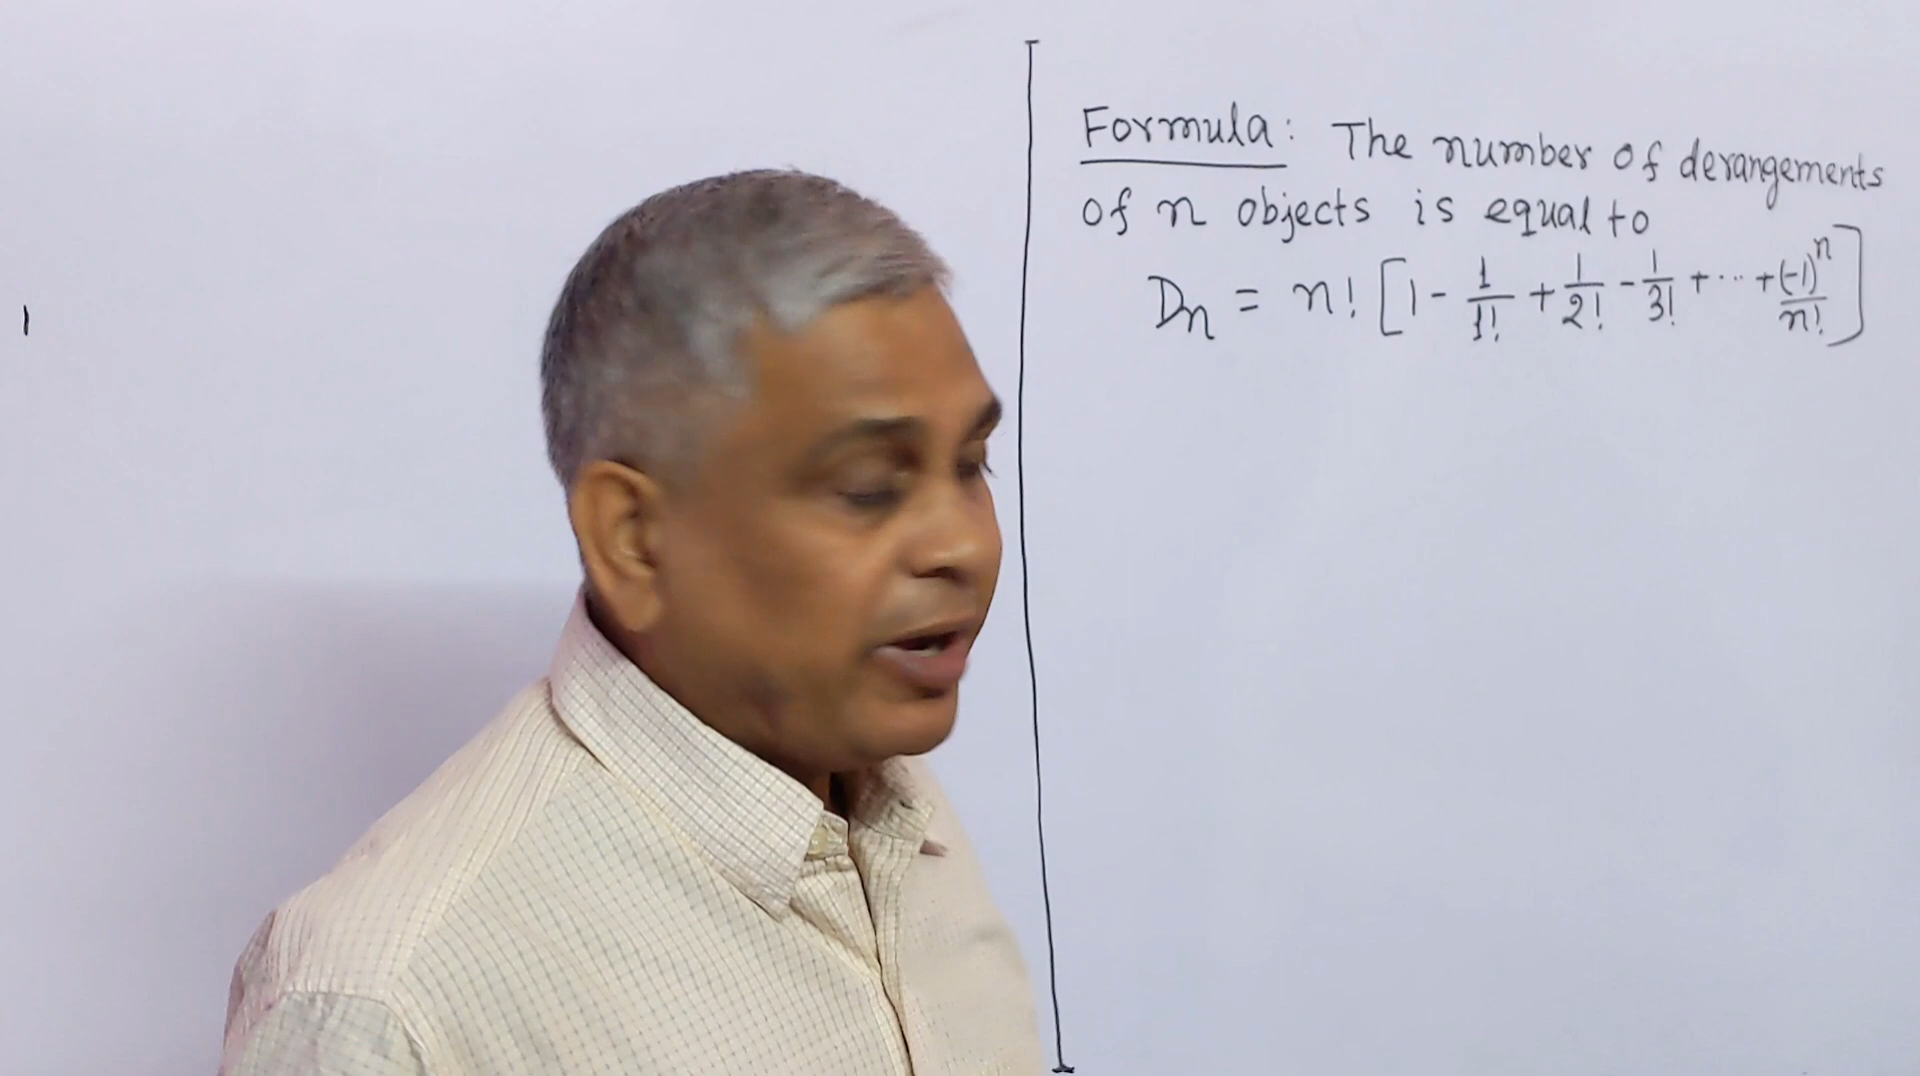 Formula: The number of derangements
of n objects is equal to
Dn = n! [1 - 1/1! + 1/2! - 1/3! + ... + (-1)^n/n!]